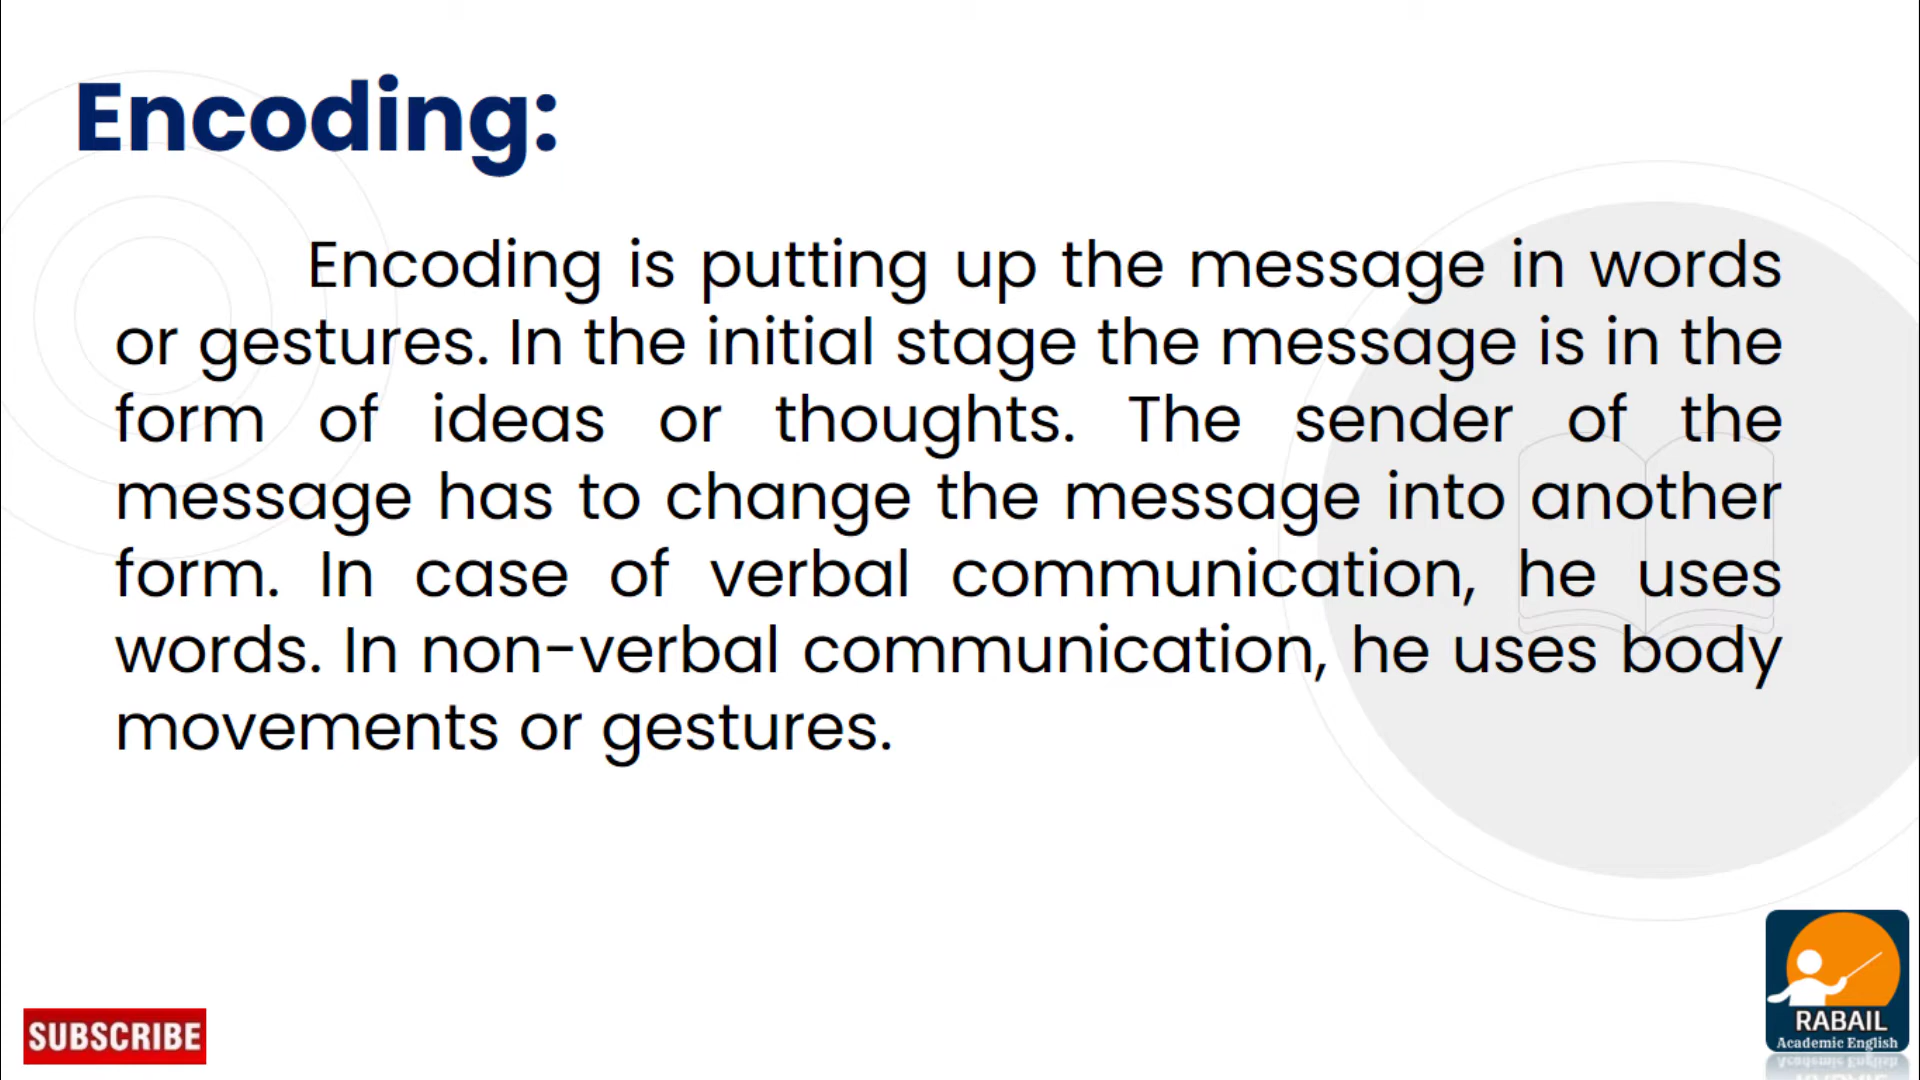 Encoding:
Encoding is putting up the message in words
or gestures. In the initial stage the message is in the
form of ideas or thoughts. The sender of the
message has to change the message into another
form. In case of verbal communication, he uses
words. In non-verbal communication, he uses body
movements or gestures.
SUBSCRIBE
RABAIL
Academic English